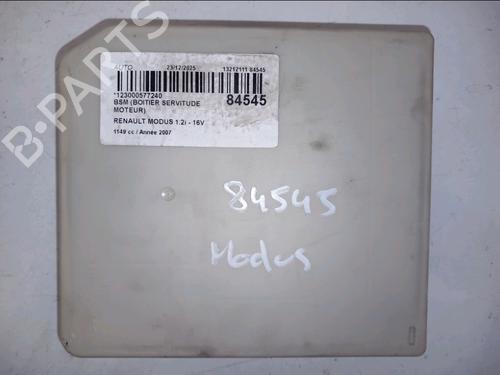 AUTO 23/12/2025 13217111 84545
*123000577240
BSM (BOITIER SERVITUDE 84545
MOTEUR)
RENAULT MODUS 1.2i - 16V
1149 cc / Année 2007
84545
Modus
B-PARTS